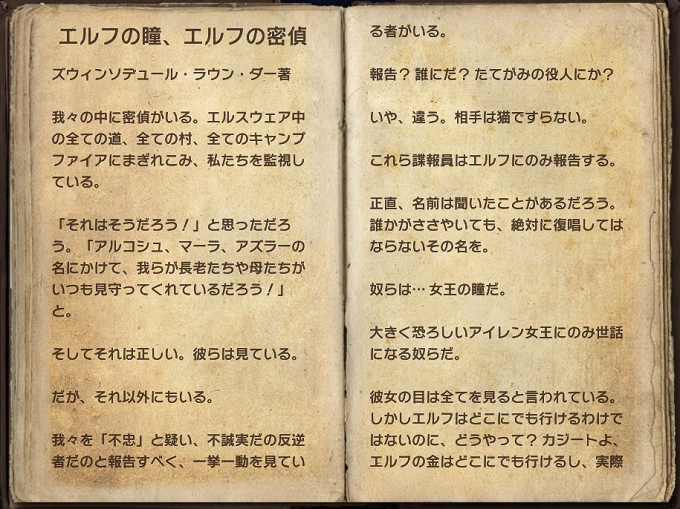 エルフの瞳、エルフの密偵
ズウィンソデュール・ラウン・ダー著
我々の中に密偵がいる。エルスウェア中
の全ての道、全ての村、全てのキャンプ
ファイアにまぎれこみ、私たちを監視し
ている。
「それはそうだろう！」と思っただろ
う。「アルコシュ、マーラ、アズラーの
名にかけて、我らが長老たちや母たちが
いつも見守ってくれているだろう！」
と。
そしてそれは正しい。彼らは見ている。
だが、それ以外にもいる。
我々を「不忠」と疑い、不誠実だの反逆
者だのと報告すべく、一挙一動を見てい
る者がいる。
報告？ 誰にだ？ たてがみの役人にか？
いや、違う。相手は猫ですらない。
これら諜報員はエルフにのみ報告する。
正直、名前は聞いたことがあるだろう。
誰かがささやいても、絶対に復唱しては
ならないその名を。
奴らは… 女王の瞳だ。
大きく恐ろしいアイレン女王にのみ世話
になる奴らだ。
彼女の目は全てを見ると言われている。
しかしエルフはどこにでも行けるわけで
はないのに、どうやって？ カジートよ、
エルフの金はどこにでも行けるし、実際